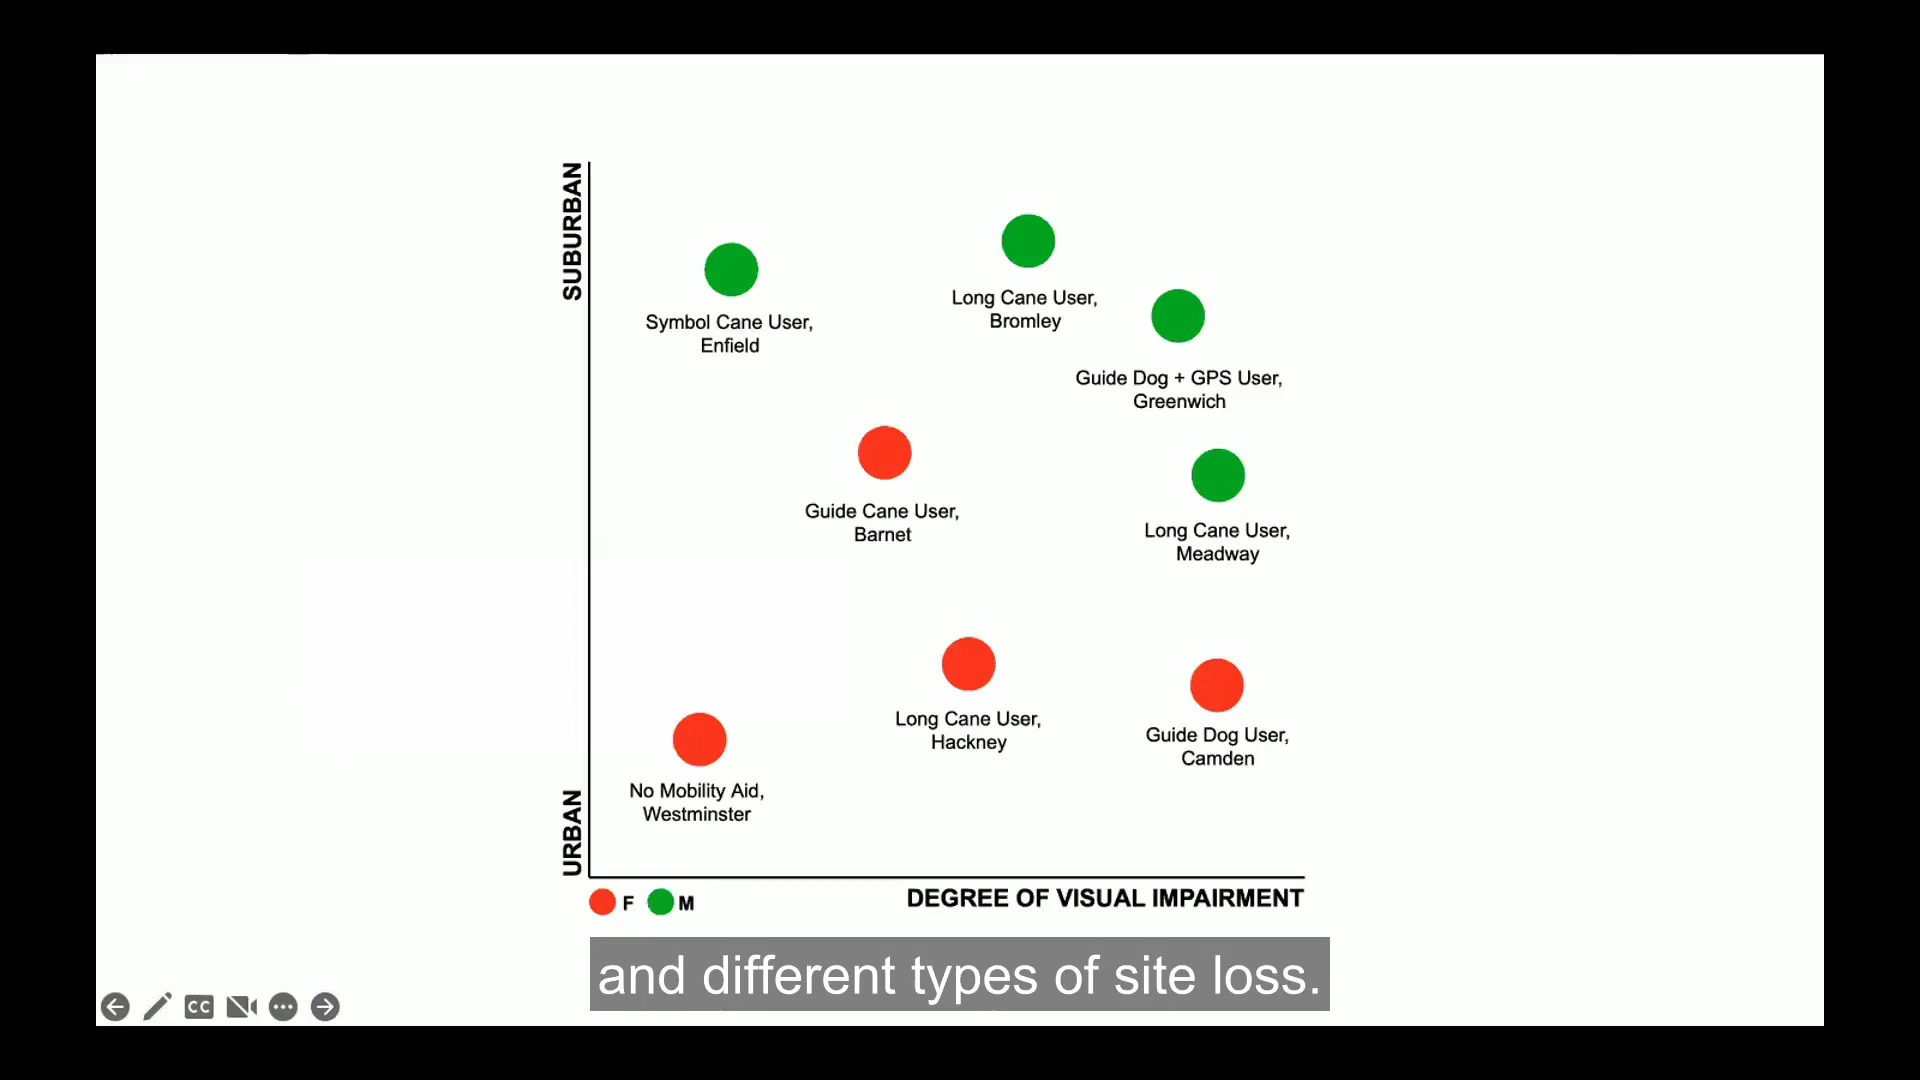 SUBURBAN
Symbol Cane User,
Enfield
Long Cane User,
Bromley
Guide Dog + GPS User,
Greenwich
Guide Cane User,
Barnet
Long Cane User,
Meadway
Long Cane User,
Hackney
Guide Dog User,
Camden
No Mobility Aid,
Westminster
URBAN
F M
DEGREE OF VISUAL IMPAIRMENT
and different types of site loss.
CC